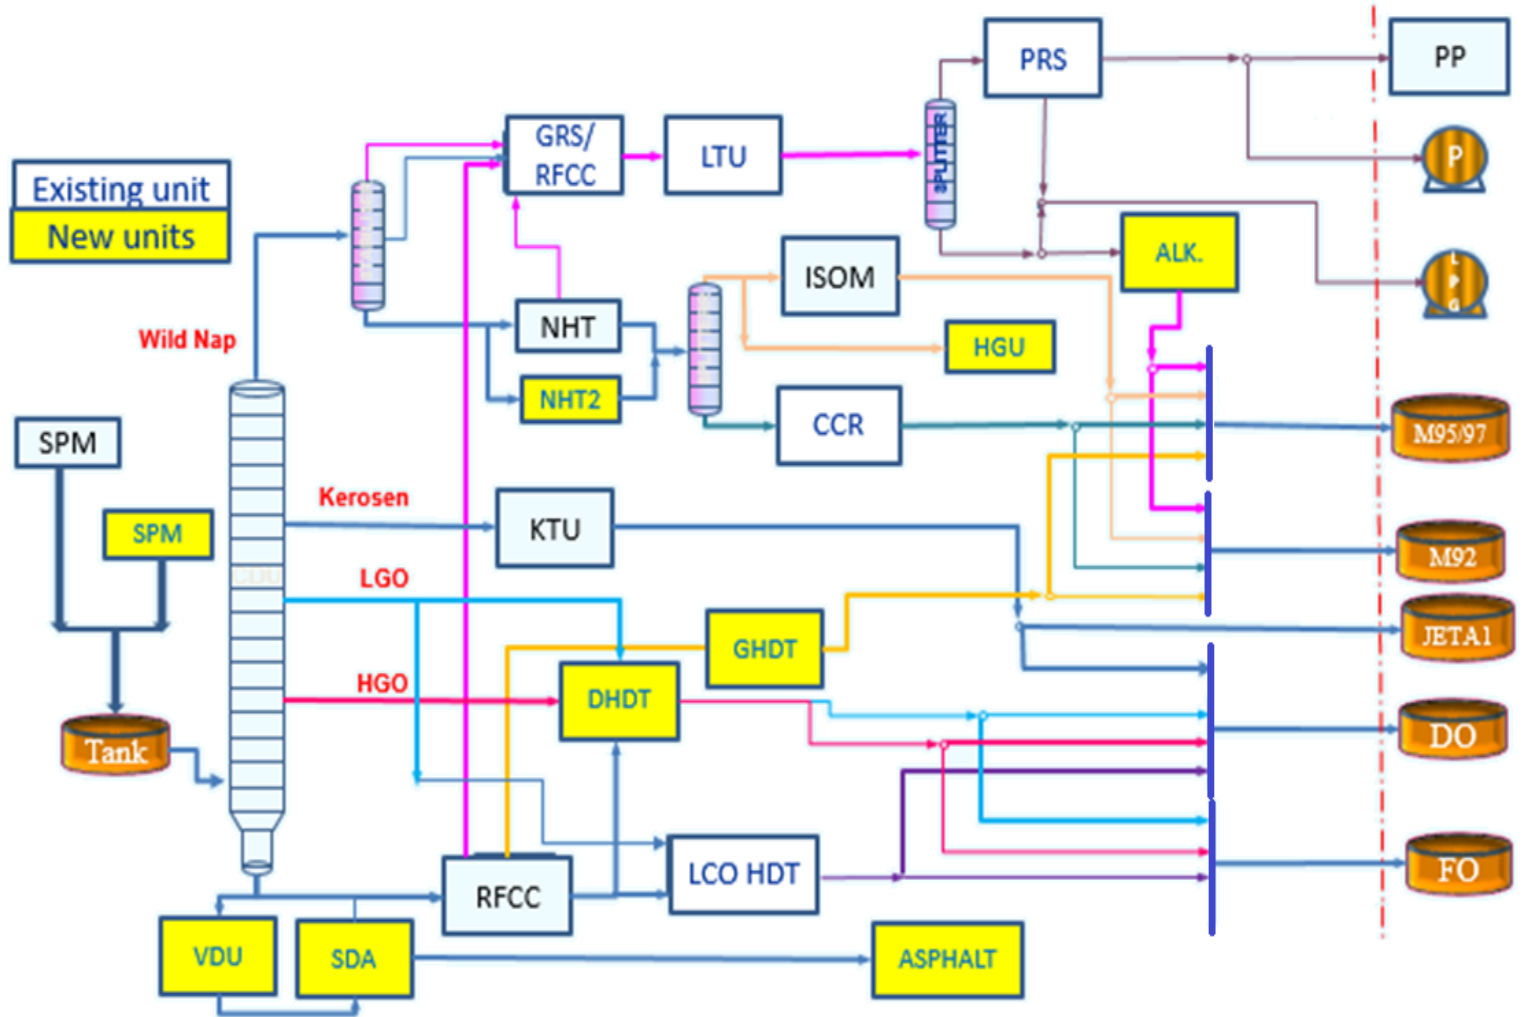 PRS
PP
GRS/
RFCC
LTU
SPLITTER
P
Existing unit
New units
ALK.
ISOM
L
P
G
NHT
Wild Nap
HGU
NHT2
CCR
M95/97
SPM
Kerosen
SPM
KTU
M92
CDU
LGO
JETA1
GHDT
HGO
DHDT
Tank
DO
LCO HDT
FO
RFCC
VDU
SDA
ASPHALT